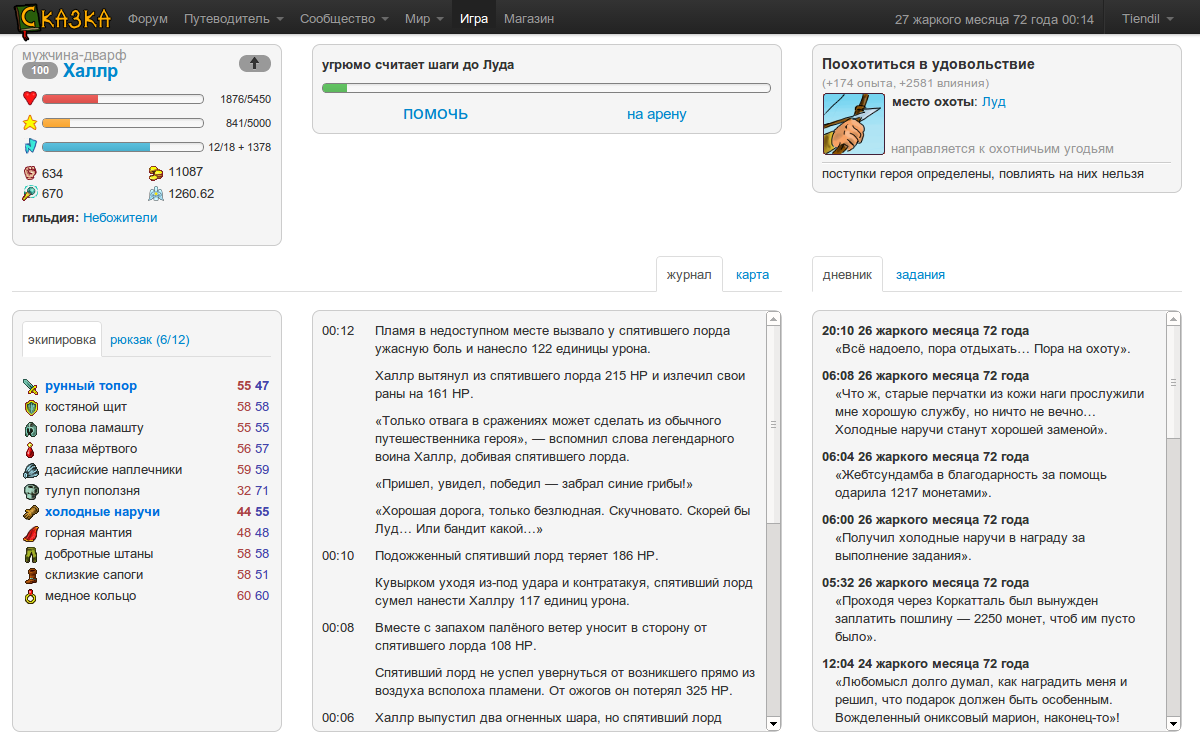 СКАЗКА
Форум Путеводитель Сообщество Мир Игра Магазин
27 жаркого месяца 72 года 00:14 Tiendil
мужчина-дварф
100 Халлр
1876/5450
841/5000
12/18 + 1378
634 11087
670 1260.62
гильдия: Небожители
угрюмо считает шаги до Луда
ПОМОЧЬ на арену
Поохотиться в удовольствие
(+174 опыта, +2581 влияния)
место охоты: Луд
направляется к охотничьим угодьям
поступки героя определены, повлиять на них нельзя
журнал карта
дневник задания
экипировка рюкзак (6/12)
рунный топор 55 47
костяной щит 58 58
голова ламашту 55 55
глаза мёртвого 56 57
дасийские наплечники 59 59
тулуп поползня 32 71
холодные наручи 44 55
горная мантия 48 48
добротные штаны 58 58
склизкие сапоги 58 51
медное кольцо 60 60
00:12 Пламя в недоступном месте вызвало у спятившего лорда
ужасную боль и нанесло 122 единицы урона.
Халлр вытянул из спятившего лорда 215 HP и излечил свои
раны на 161 HP.
«Только отвага в сражениях может сделать из обычного
путешественника героя», — вспомнил слова легендарного
воина Халлр, добивая спятившего лорда.
«Пришел, увидел, победил — забрал синие грибы!»
«Хорошая дорога, только безлюдная. Скучновато. Скорей бы
Луд… Или бандит какой…»
00:10 Подожженный спятивший лорд теряет 186 HP.
Кувырком уходя из-под удара и контратакуя, спятивший лорд
сумел нанести Халлру 117 единиц урона.
00:08 Вместе с запахом палёного ветер уносит в сторону от
спятившего лорда 108 HP.
Спятивший лорд не успел увернуться от возникшего прямо из
воздуха всполоха пламени. От ожогов он потерял 325 HP.
00:06 Халлр выпустил два огненных шара, но спятивший лорд
20:10 26 жаркого месяца 72 года
«Всё надоело, пора отдыхать… Пора на охоту».
06:08 26 жаркого месяца 72 года
«Что ж, старые перчатки из кожи наги прослужили
мне хорошую службу, но ничто не вечно…
Холодные наручи станут хорошей заменой».
06:04 26 жаркого месяца 72 года
«Жебтсундамба в благодарность за помощь
одарила 1217 монетами».
06:00 26 жаркого месяца 72 года
«Получил холодные наручи в награду за
выполнение задания».
05:32 26 жаркого месяца 72 года
«Проходя через Коркатталь был вынужден
заплатить пошлину — 2250 монет, чтоб им пусто
было».
12:04 24 жаркого месяца 72 года
«Любомысл долго думал, как наградить меня и
решил, что подарок должен быть особенным.
Вожделенный ониксовый марион, наконец-то»!